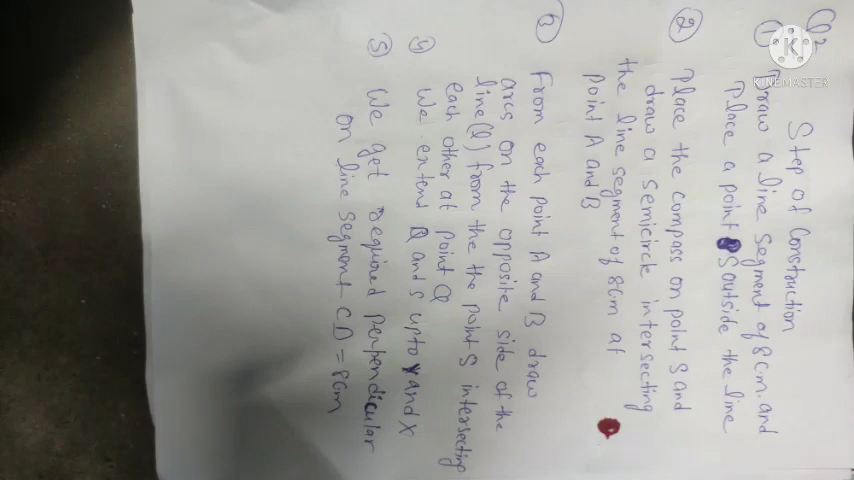 Q2
Step of Construction
① Draw a line segment of 8cm. and
Place a point S outside the line
② Place the compass on point S and
draw a semicircle intersecting
the line segment of 8cm at
Point A and B
③ From each point A and B draw
arcs on the opposite side of the
line (l) from the the point S intersecting
each other at point Q
④ We extend Q and S upto Y and X
⑤ We get required perpendicular
on line segment CD = 8cm
K
KINEMASTER